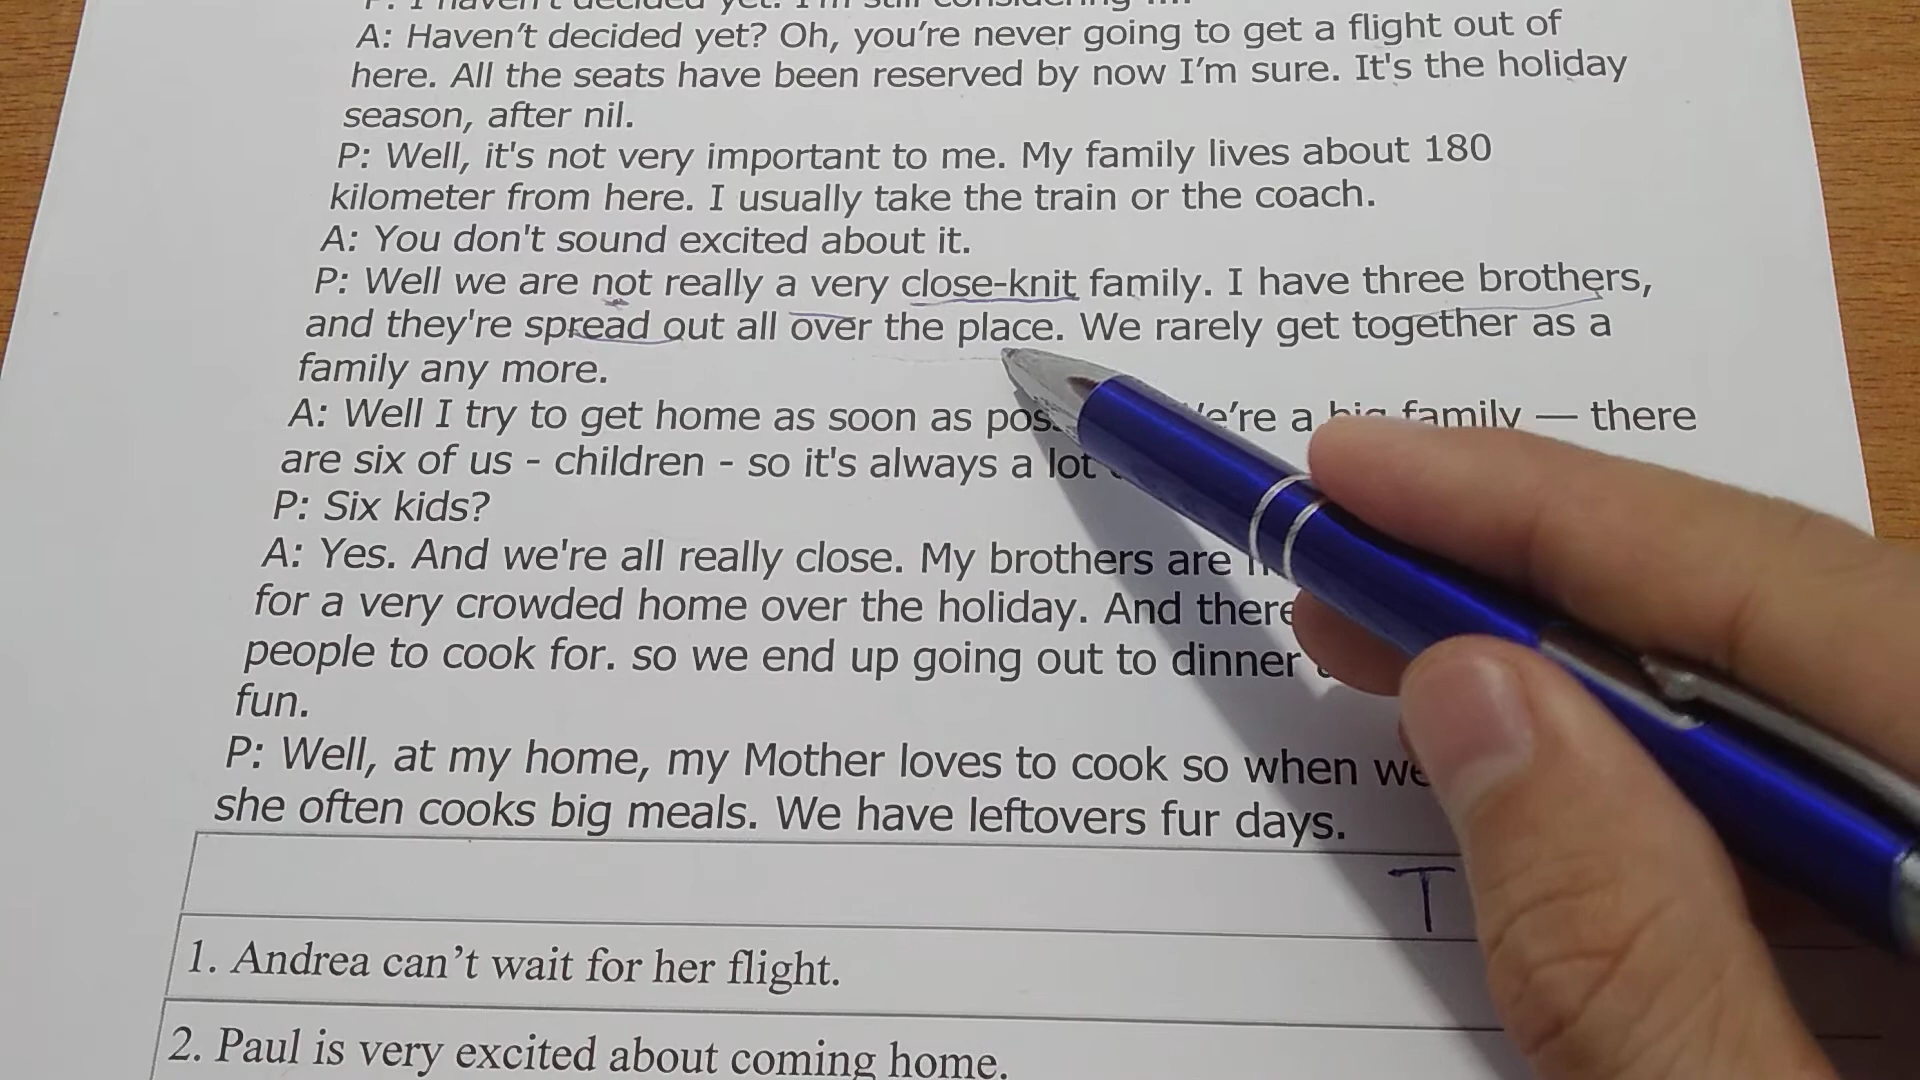 A: Haven't decided yet? Oh, you're never going to get a flight out of
here. All the seats have been reserved by now I'm sure. It's the holiday
season, after nil.
P: Well, it's not very important to me. My family lives about 180
kilometer from here. I usually take the train or the coach.
A: You don't sound excited about it.
P: Well we are not really a very close-knit family. I have three brothers,
and they're spread out all over the place. We rarely get together as a
family any more.
A: Well I try to get home as soon as We're a big family — there
are six of us - children - so it's always a lot
P: Six kids?
A: Yes. And we're all really close. My brothers are
for a very crowded home over the holiday. And there
people to cook for. so we end up going out to dinner
fun.
P: Well, at my home, my Mother loves to cook so when we
she often cooks big meals. We have leftovers fur days.
T
1. Andrea can't wait for her flight.
2. Paul is very excited about coming home.